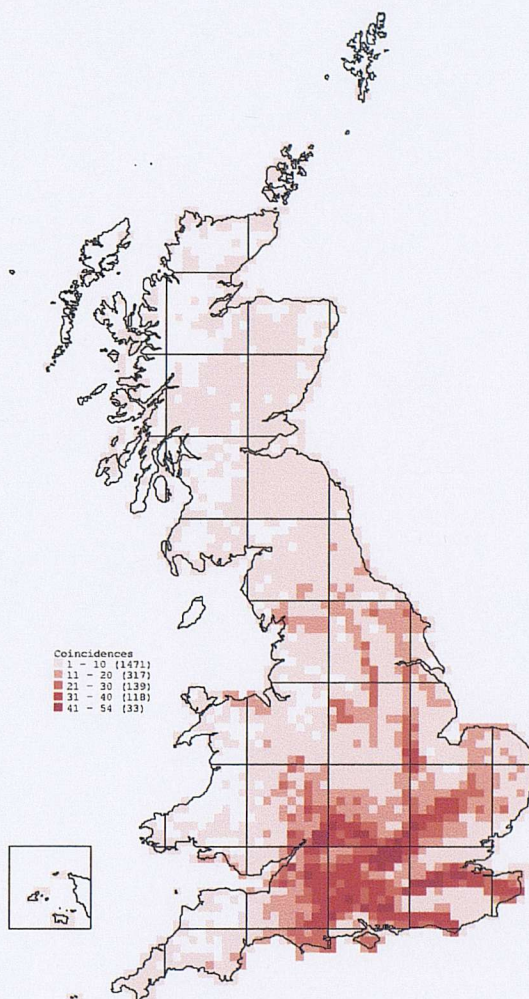 Coincidences
1 - 10 (1471)
11 - 20 (317)
21 - 30 (139)
31 - 40 (118)
41 - 54 (33)